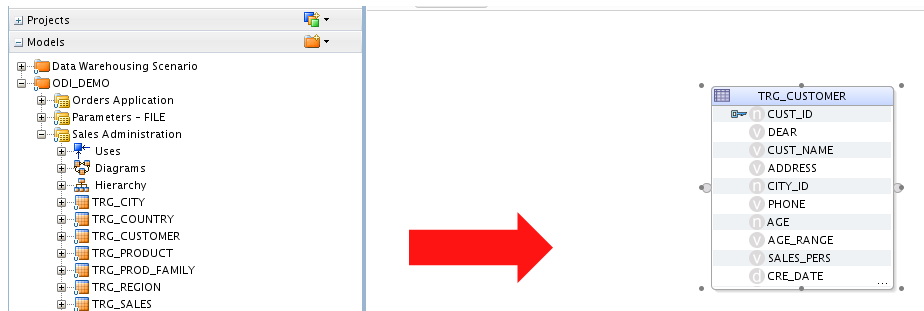 Projects
Models
Data Warehousing Scenario
ODI_DEMO
Orders Application
Parameters - FILE
Sales Administration
Uses
Diagrams
Hierarchy
TRG_CITY
TRG_COUNTRY
TRG_CUSTOMER
TRG_PRODUCT
TRG_PROD_FAMILY
TRG_REGION
TRG_SALES
TRG_CUSTOMER
n CUST_ID
v DEAR
v CUST_NAME
v ADDRESS
n CITY_ID
v PHONE
n AGE
v AGE_RANGE
v SALES_PERS
d CRE_DATE
...